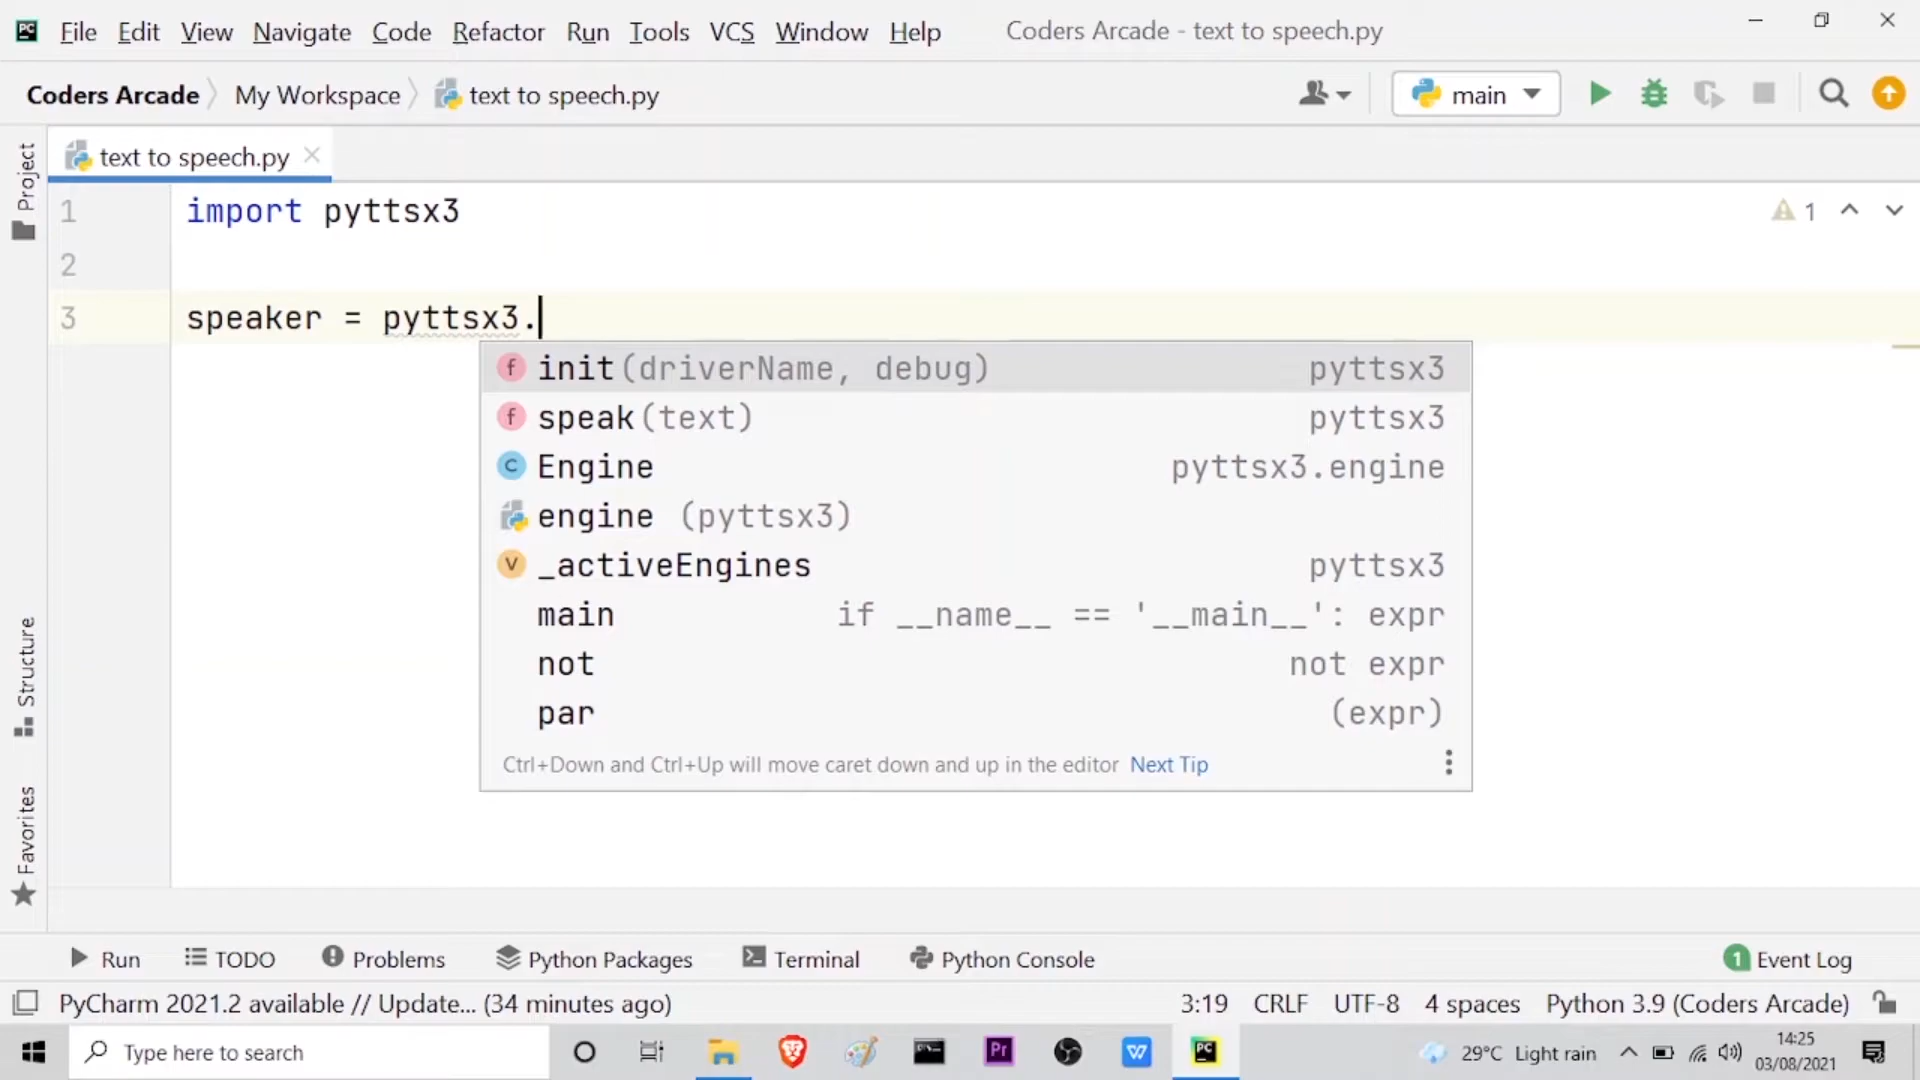 PC File Edit View Navigate Code Refactor Run Tools VCS Window Help Coders Arcade - text to speech.py
Coders Arcade My Workspace text to speech.py main
Project
text to speech.py
1 import pyttsx3
1
2
3 speaker = pyttsx3.
f init(driverName, debug) pyttsx3
f speak(text) pyttsx3
C Engine pyttsx3.engine
engine (pyttsx3)
V _activeEngines pyttsx3
main if __name__ == '__main__': expr
not not expr
par (expr)
Ctrl+Down and Ctrl+Up will move caret down and up in the editor Next Tip
Structure
Favorites
Run TODO Problems Python Packages Terminal Python Console 1 Event Log
PyCharm 2021.2 available // Update... (34 minutes ago) 3:19 CRLF UTF-8 4 spaces Python 3.9 (Coders Arcade)
Type here to search Pr W PC 29°C Light rain 14:25
03/08/2021